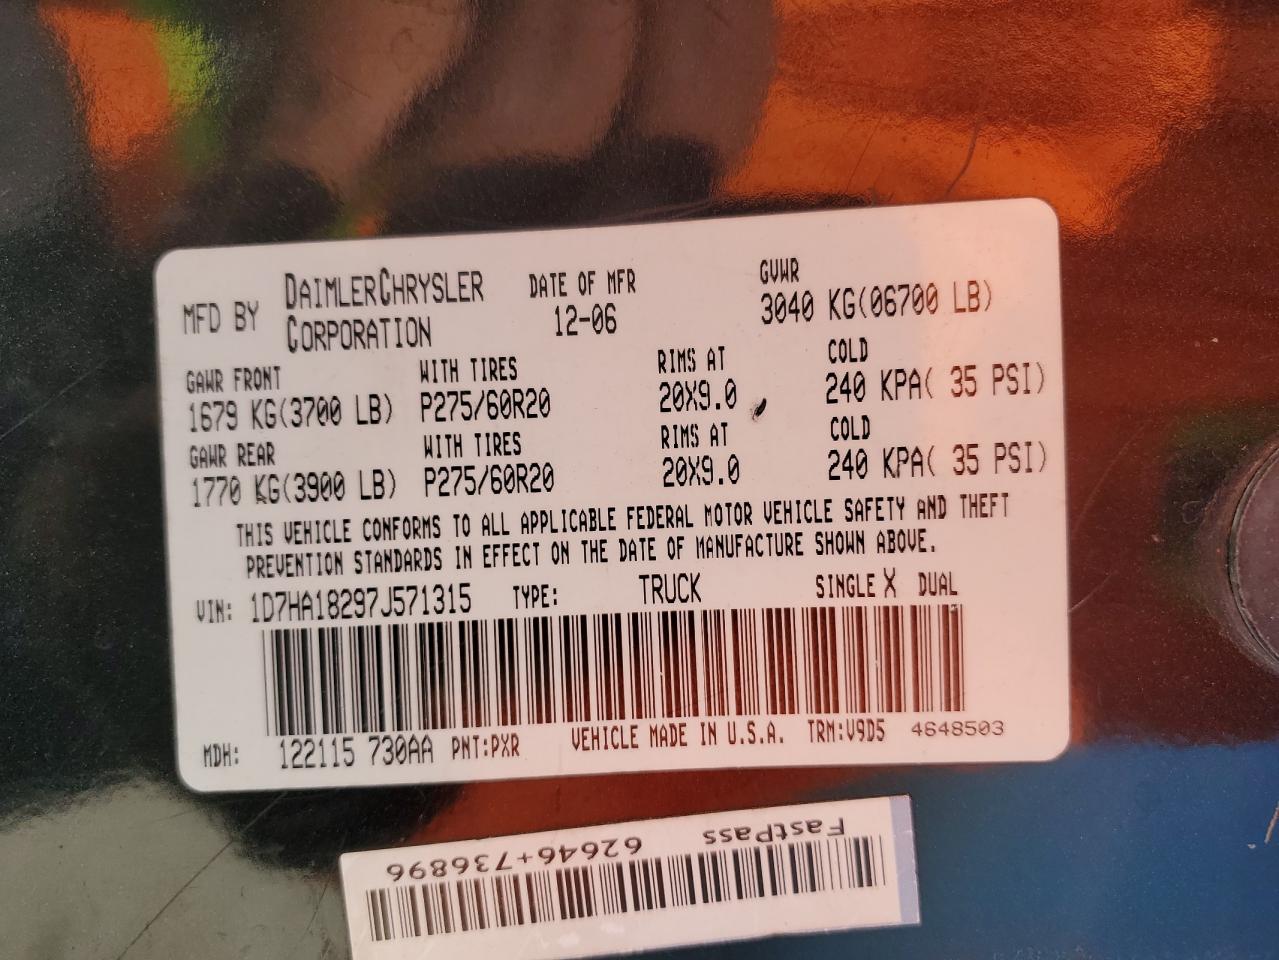 MFD BY DAIMLERCHRYSLER CORPORATION
DATE OF MFR 12-06
GVWR 3040 KG(06700 LB)
GAWR FRONT WITH TIRES RIMS AT COLD
1679 KG(3700 LB) P275/60R20 20X9.0 240 KPA( 35 PSI)
GAWR REAR WITH TIRES RIMS AT COLD
1770 KG(3900 LB) P275/60R20 20X9.0 240 KPA( 35 PSI)
THIS VEHICLE CONFORMS TO ALL APPLICABLE FEDERAL MOTOR VEHICLE SAFETY AND THEFT
PREVENTION STANDARDS IN EFFECT ON THE DATE OF MANUFACTURE SHOWN ABOVE.
VIN: 1D7HA18297J571315 TYPE: TRUCK SINGLE X DUAL
MDH: 122115 730AA PNT:PXR VEHICLE MADE IN U.S.A. TRM:V9D5 4648503
FastPass 62646+736896